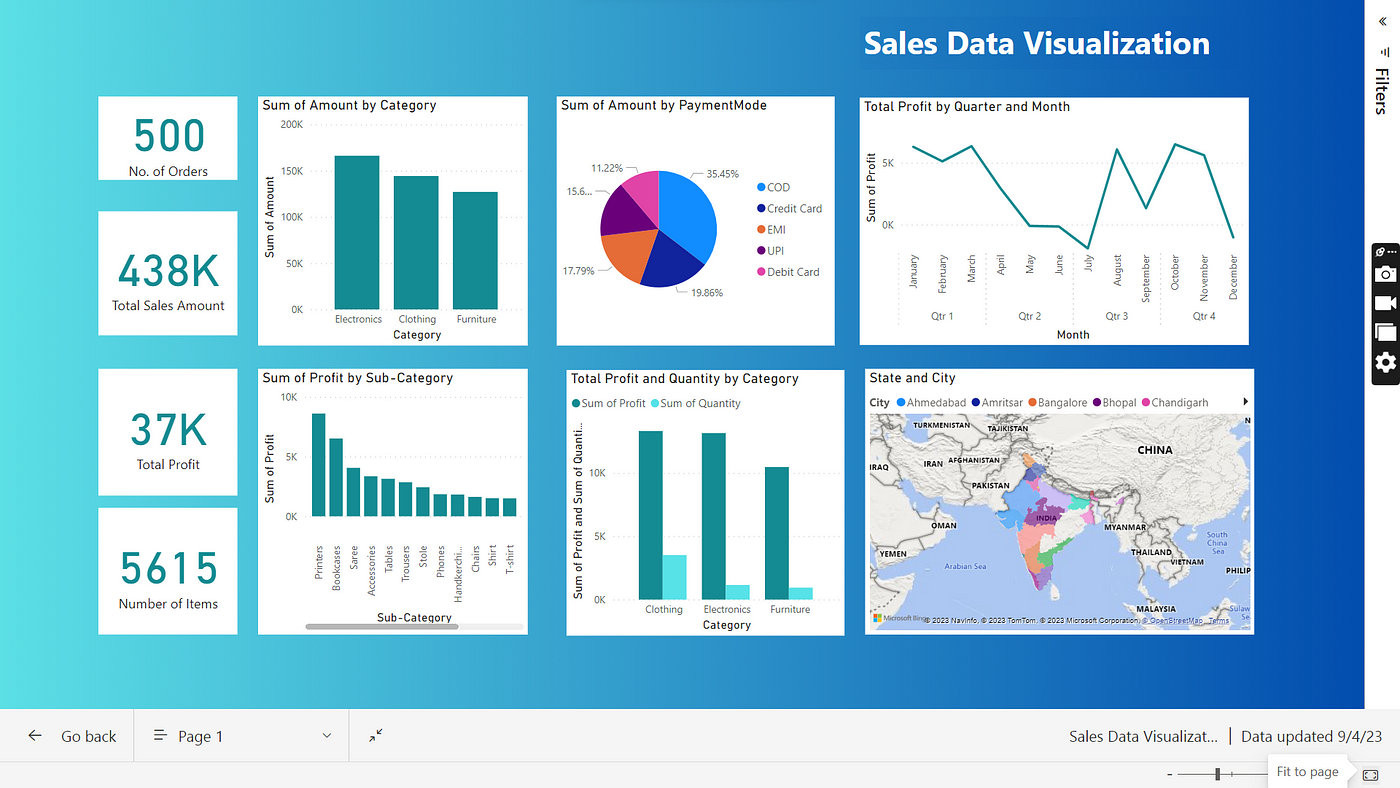 Sales Data Visualization
Filters
500
No. of Orders
438K
Total Sales Amount
37K
Total Profit
5615
Number of Items
Sum of Amount by Category
200K
150K
100K
50K
0K
Sum of Amount
Electronics Clothing Furniture
Category
Sum of Amount by PaymentMode
35.45%
19.86%
17.79%
15.6...
11.22%
COD
Credit Card
EMI
UPI
Debit Card
Total Profit by Quarter and Month
Sum of Profit
5K
0K
January February March April May June July August September October November December
Qtr 1 Qtr 2 Qtr 3 Qtr 4
Month
Sum of Profit by Sub-Category
10K
5K
0K
Sum of Profit
Printers Bookcases Saree Accessories Tables Trousers Stole Phones Handkerchi... Chairs Shirt T-shirt
Sub-Category
Total Profit and Quantity by Category
Sum of Profit Sum of Quantity
Sum of Profit and Sum of Quanti...
10K
5K
0K
Clothing Electronics Furniture
Category
State and City
City Ahmedabad Amritsar Bangalore Bhopal Chandigarh
TURKMENISTAN
TAJIKISTAN
CHINA
IRAQ
IRAN
AFGHANISTAN
PAKISTAN
INDIA
OMAN
MYANMAR
YEMEN
THAILAND
VIETNAM
South
China
Sea
PHILIP
Arabian Sea
MALAYSIA
Sulaw
Se
Microsoft Bing
© 2023 NavInfo, © 2023 TomTom, © 2023 Microsoft Corporation, © OpenStreetMap Terms
Go back
Page 1
Sales Data Visualizat... | Data updated 9/4/23
Fit to page